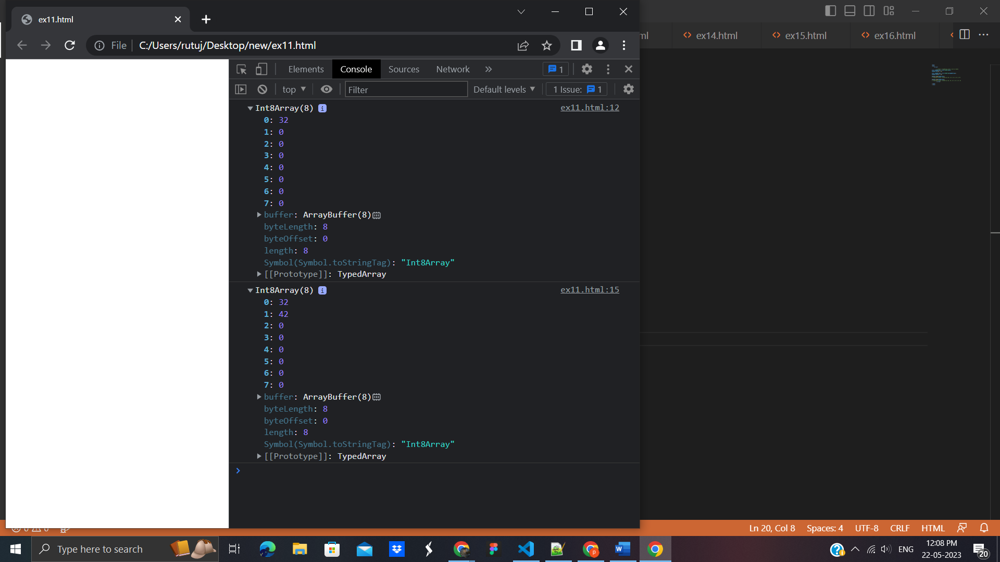 ex11.html
ml
ex14.html
ex15.html
ex16.html
File
C:/Users/rutuj/Desktop/new/ex11.html
Elements
Console
Sources
Network
1
top
Filter
Default levels
1 Issue: 1
Int8Array(8) i
ex11.html:12
0: 32
1: 0
2: 0
3: 0
4: 0
5: 0
6: 0
7: 0
buffer: ArrayBuffer(8)
byteLength: 8
byteOffset: 0
length: 8
Symbol(Symbol.toStringTag): "Int8Array"
[[Prototype]]: TypedArray
Int8Array(8) i
ex11.html:15
0: 32
1: 42
2: 0
3: 0
4: 0
5: 0
6: 0
7: 0
buffer: ArrayBuffer(8)
byteLength: 8
byteOffset: 0
length: 8
Symbol(Symbol.toStringTag): "Int8Array"
[[Prototype]]: TypedArray
Ln 20, Col 8
Spaces: 4
UTF-8
CRLF
HTML
Type here to search
ENG
12:08 PM
22-05-2023
20